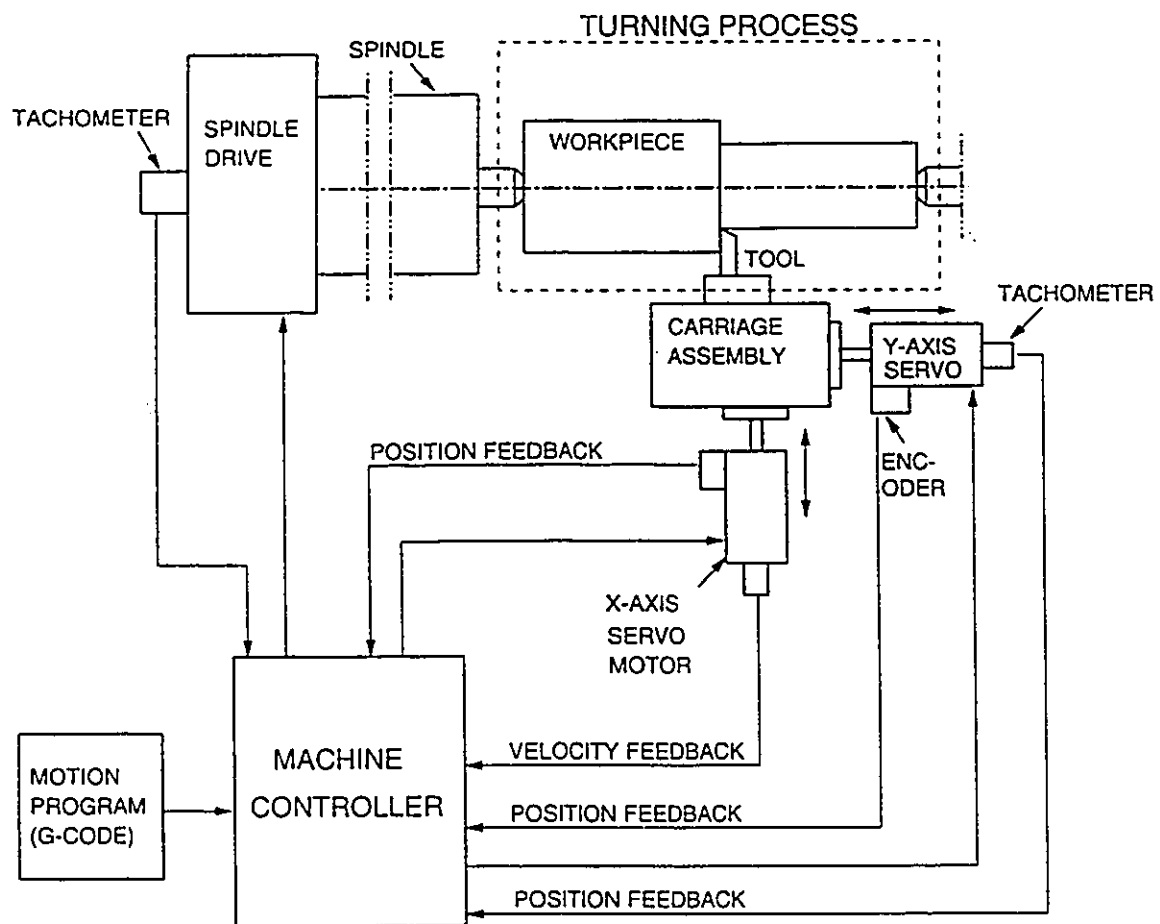 TURNING PROCESS
SPINDLE
TACHOMETER
SPINDLE
DRIVE
WORKPIECE
TOOL
TACHOMETER
CARRIAGE
ASSEMBLY
Y-AXIS
SERVO
POSITION FEEDBACK
ENC-
ODER
X-AXIS
SERVO
MOTOR
MACHINE
CONTROLLER
VELOCITY FEEDBACK
MOTION
PROGRAM
(G-CODE)
POSITION FEEDBACK
POSITION FEEDBACK